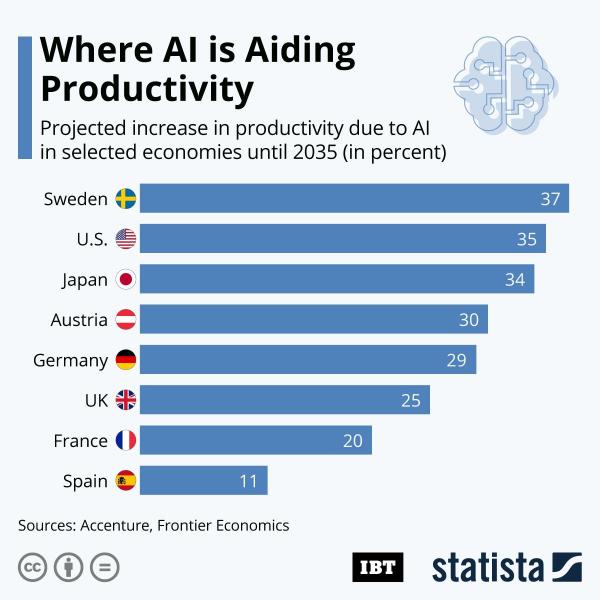 Where AI is Aiding
Productivity
Projected increase in productivity due to AI
in selected economies until 2035 (in percent)
Sweden 37
U.S. 35
Japan 34
Austria 30
Germany 29
UK 25
France 20
Spain 11
Sources: Accenture, Frontier Economics
cc
IBT statista